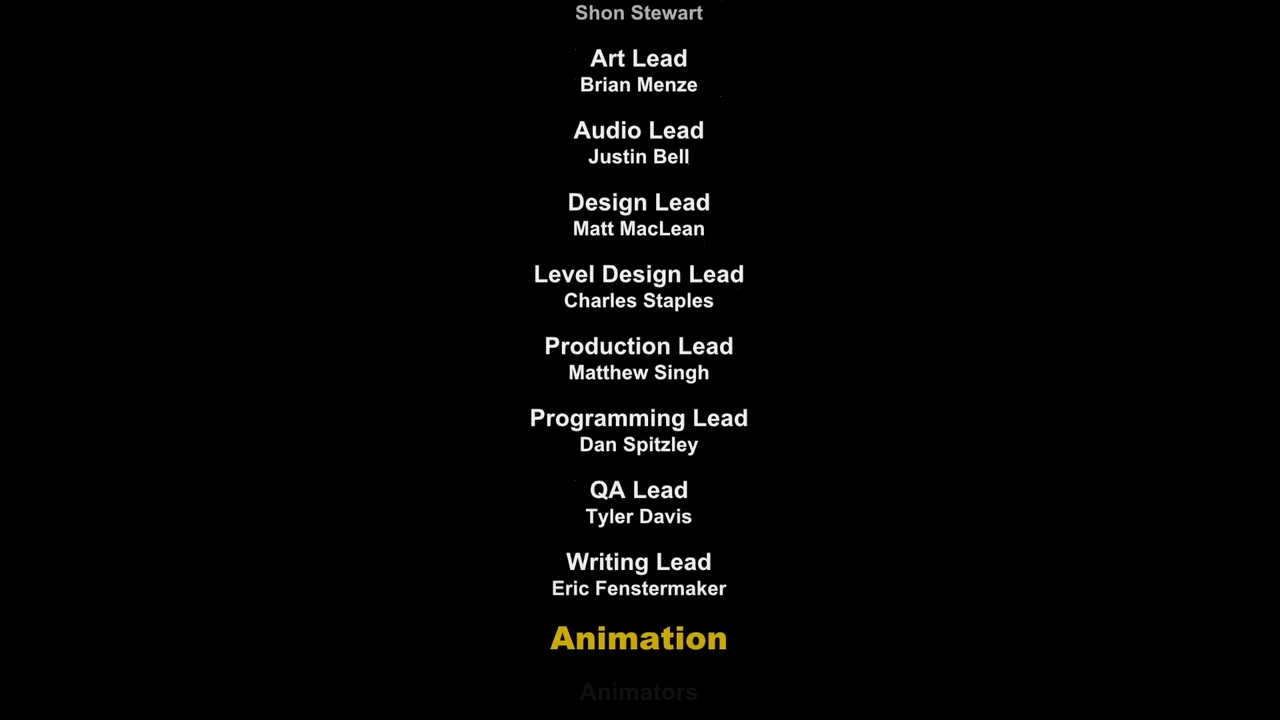 Shon Stewart
Art Lead
Brian Menze
Audio Lead
Justin Bell
Design Lead
Matt MacLean
Level Design Lead
Charles Staples
Production Lead
Matthew Singh
Programming Lead
Dan Spitzley
QA Lead
Tyler Davis
Writing Lead
Eric Fenstermaker
Animation
Animators